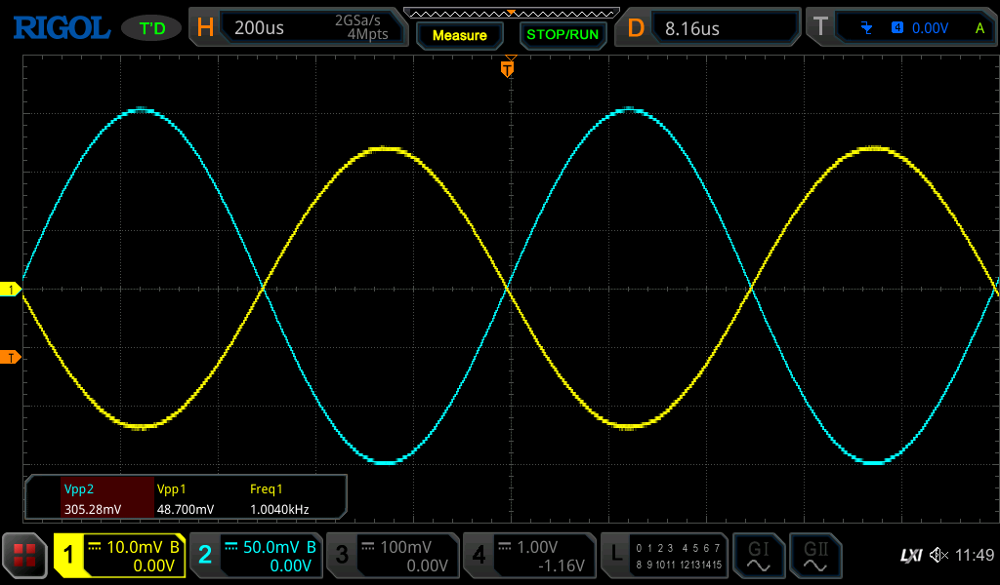 RIGOL T'D H 200us 2GSa/s 4Mpts Measure STOP/RUN D 8.16us T 4 0.00V A
T
1
T
Vpp2 Vpp1 Freq1
305.28mV 48.700mV 1.0040kHz
1 10.0mV B 0.00V
2 50.0mV B 0.00V
3 100mV 0.00V
4 1.00V -1.16V
L 0 1 2 3 4 5 6 7
8 9 10 11 12 13 14 15
GI GII
LXI 11:49